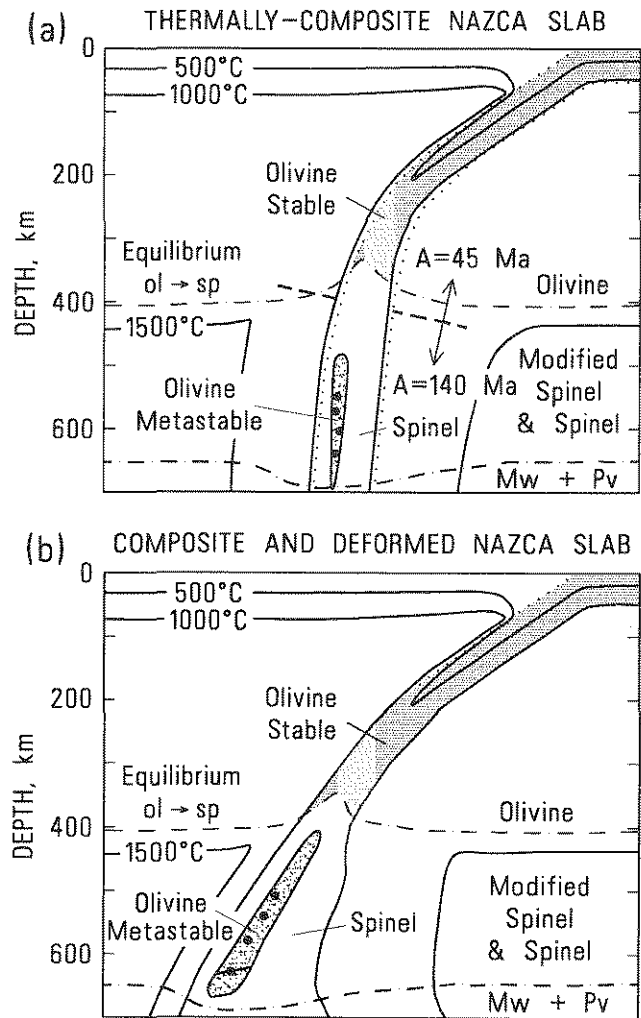 (a) THERMALLY-COMPOSITE NAZCA SLAB
0
500°C
1000°C
200
Olivine
Stable
DEPTH, km
Equilibrium
ol → sp
A=45 Ma
Olivine
400
1500°C
Olivine
Metastable
A=140 Ma
Spinel
Modified
Spinel
& Spinel
600
Mw + Pv
(b) COMPOSITE AND DEFORMED NAZCA SLAB
0
500°C
1000°C
200
Olivine
Stable
DEPTH, km
Equilibrium
ol → sp
Olivine
400
1500°C
Olivine
Metastable
Spinel
Modified
Spinel
& Spinel
600
Mw + Pv